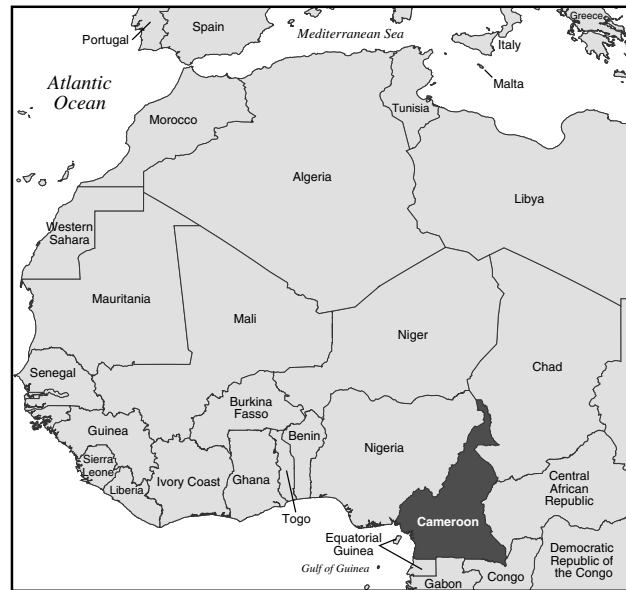 Spain
Mediterranean Sea
Greece
Portugal
Italy
Atlantic
Ocean
Malta
Tunisia
Morocco
Algeria
Libya
Western
Sahara
Mauritania
Mali
Niger
Chad
Senegal
Burkina
Fasso
Guinea
Benin
Nigeria
Sierra
Leone
Ivory Coast
Ghana
Liberia
Central
African
Republic
Togo
Cameroon
Equatorial
Guinea
Democratic
Republic of
the Congo
Gulf of Guinea
Gabon
Congo